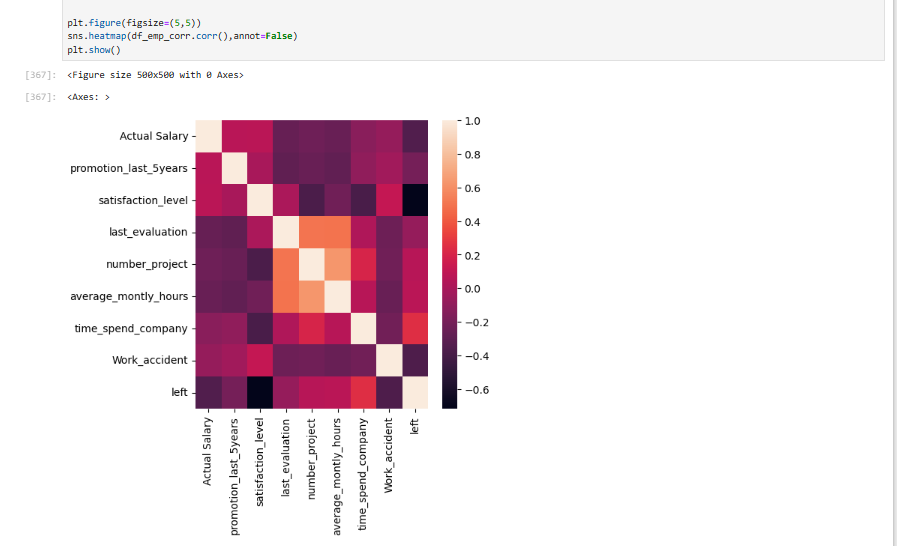 plt.figure(figsize=(5,5))
sns.heatmap(df_emp_corr.corr(),annot=False)
plt.show()
[367]: <Figure size 500x500 with 0 Axes>
[367]: <Axes: >
Actual Salary
promotion_last_5years
satisfaction_level
last_evaluation
number_project
average_montly_hours
time_spend_company
Work_accident
left
Actual Salary
promotion_last_5years
satisfaction_level
last_evaluation
number_project
average_montly_hours
time_spend_company
Work_accident
left
1.0
0.8
0.6
0.4
0.2
0.0
−0.2
−0.4
−0.6